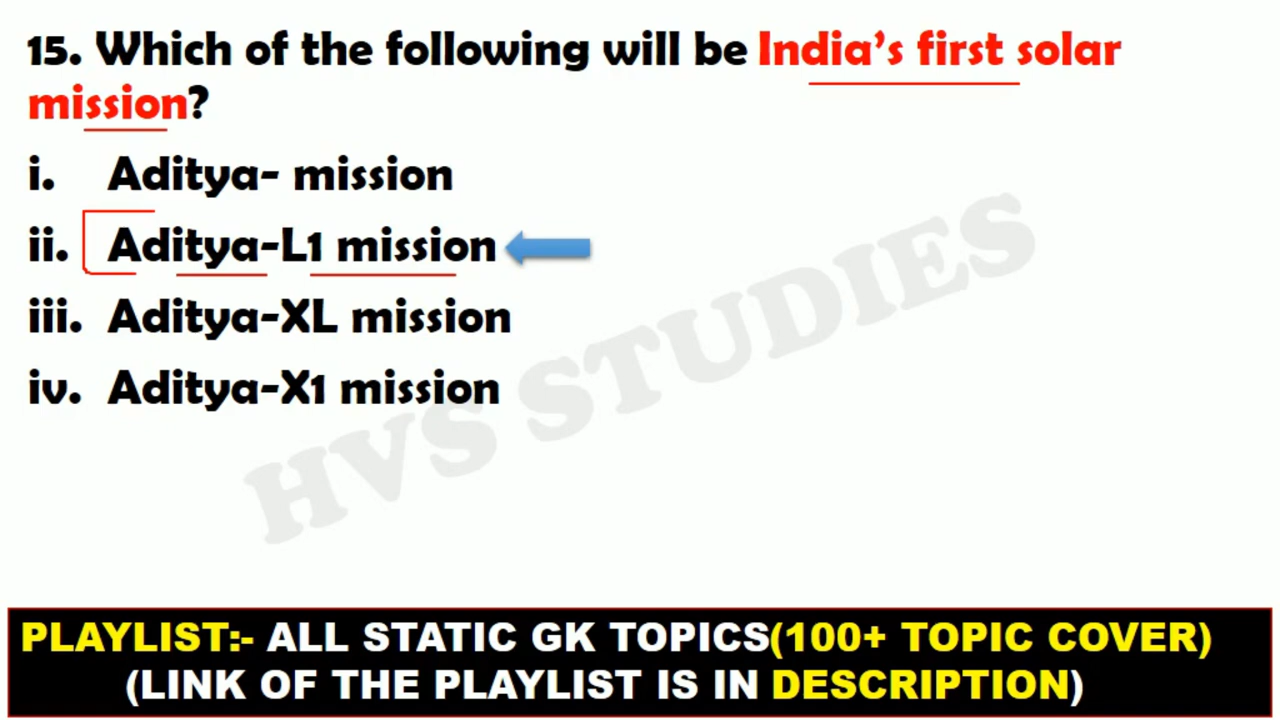 15. Which of the following will be India's first solar
mission?
i. Aditya- mission
ii. Aditya-L1 mission
iii. Aditya-XL mission
iv. Aditya-X1 mission
HVS STUDIES
PLAYLIST:- ALL STATIC GK TOPICS(100+ TOPIC COVER)
(LINK OF THE PLAYLIST IS IN DESCRIPTION)